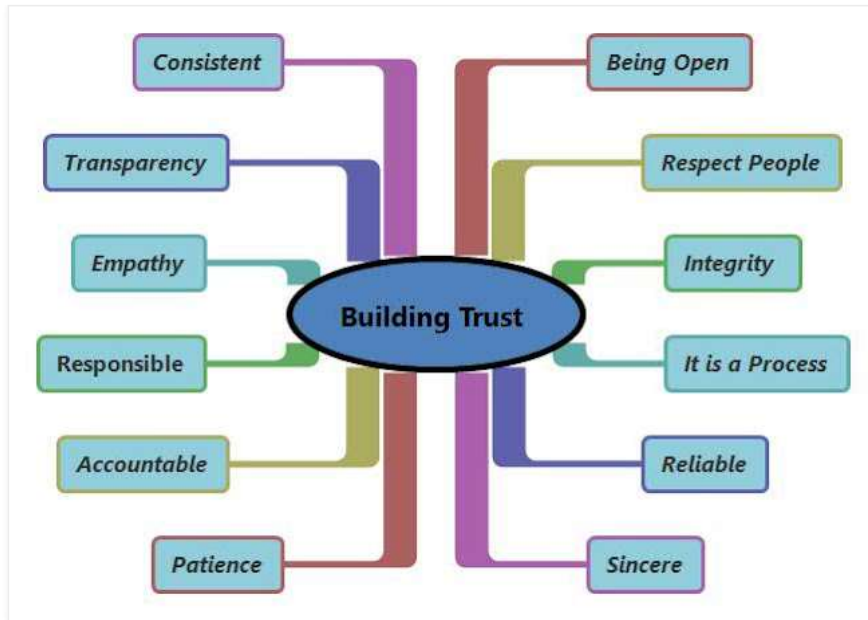 Consistent
Being Open
Transparency
Respect People
Empathy
Integrity
Building Trust
Responsible
It is a Process
Accountable
Reliable
Patience
Sincere